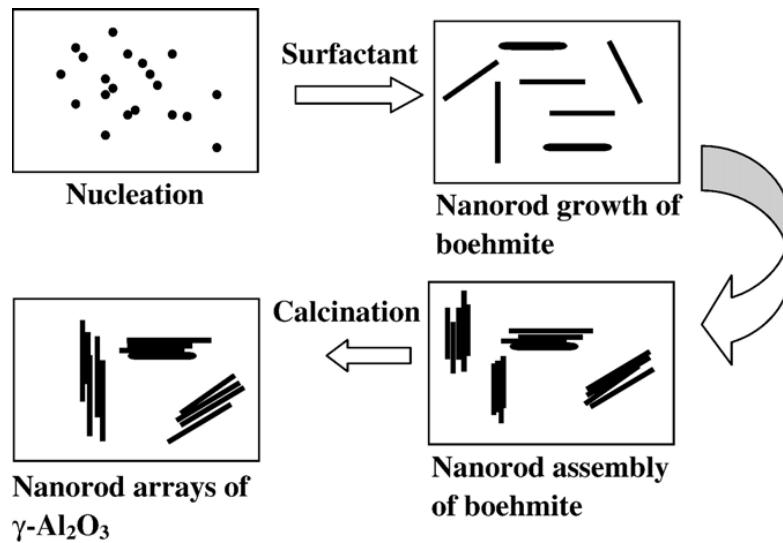 Surfactant
Nucleation
Nanorod growth of
boehmite
Calcination
Nanorod assembly
of boehmite
Nanorod arrays of
γ-Al₂O₃